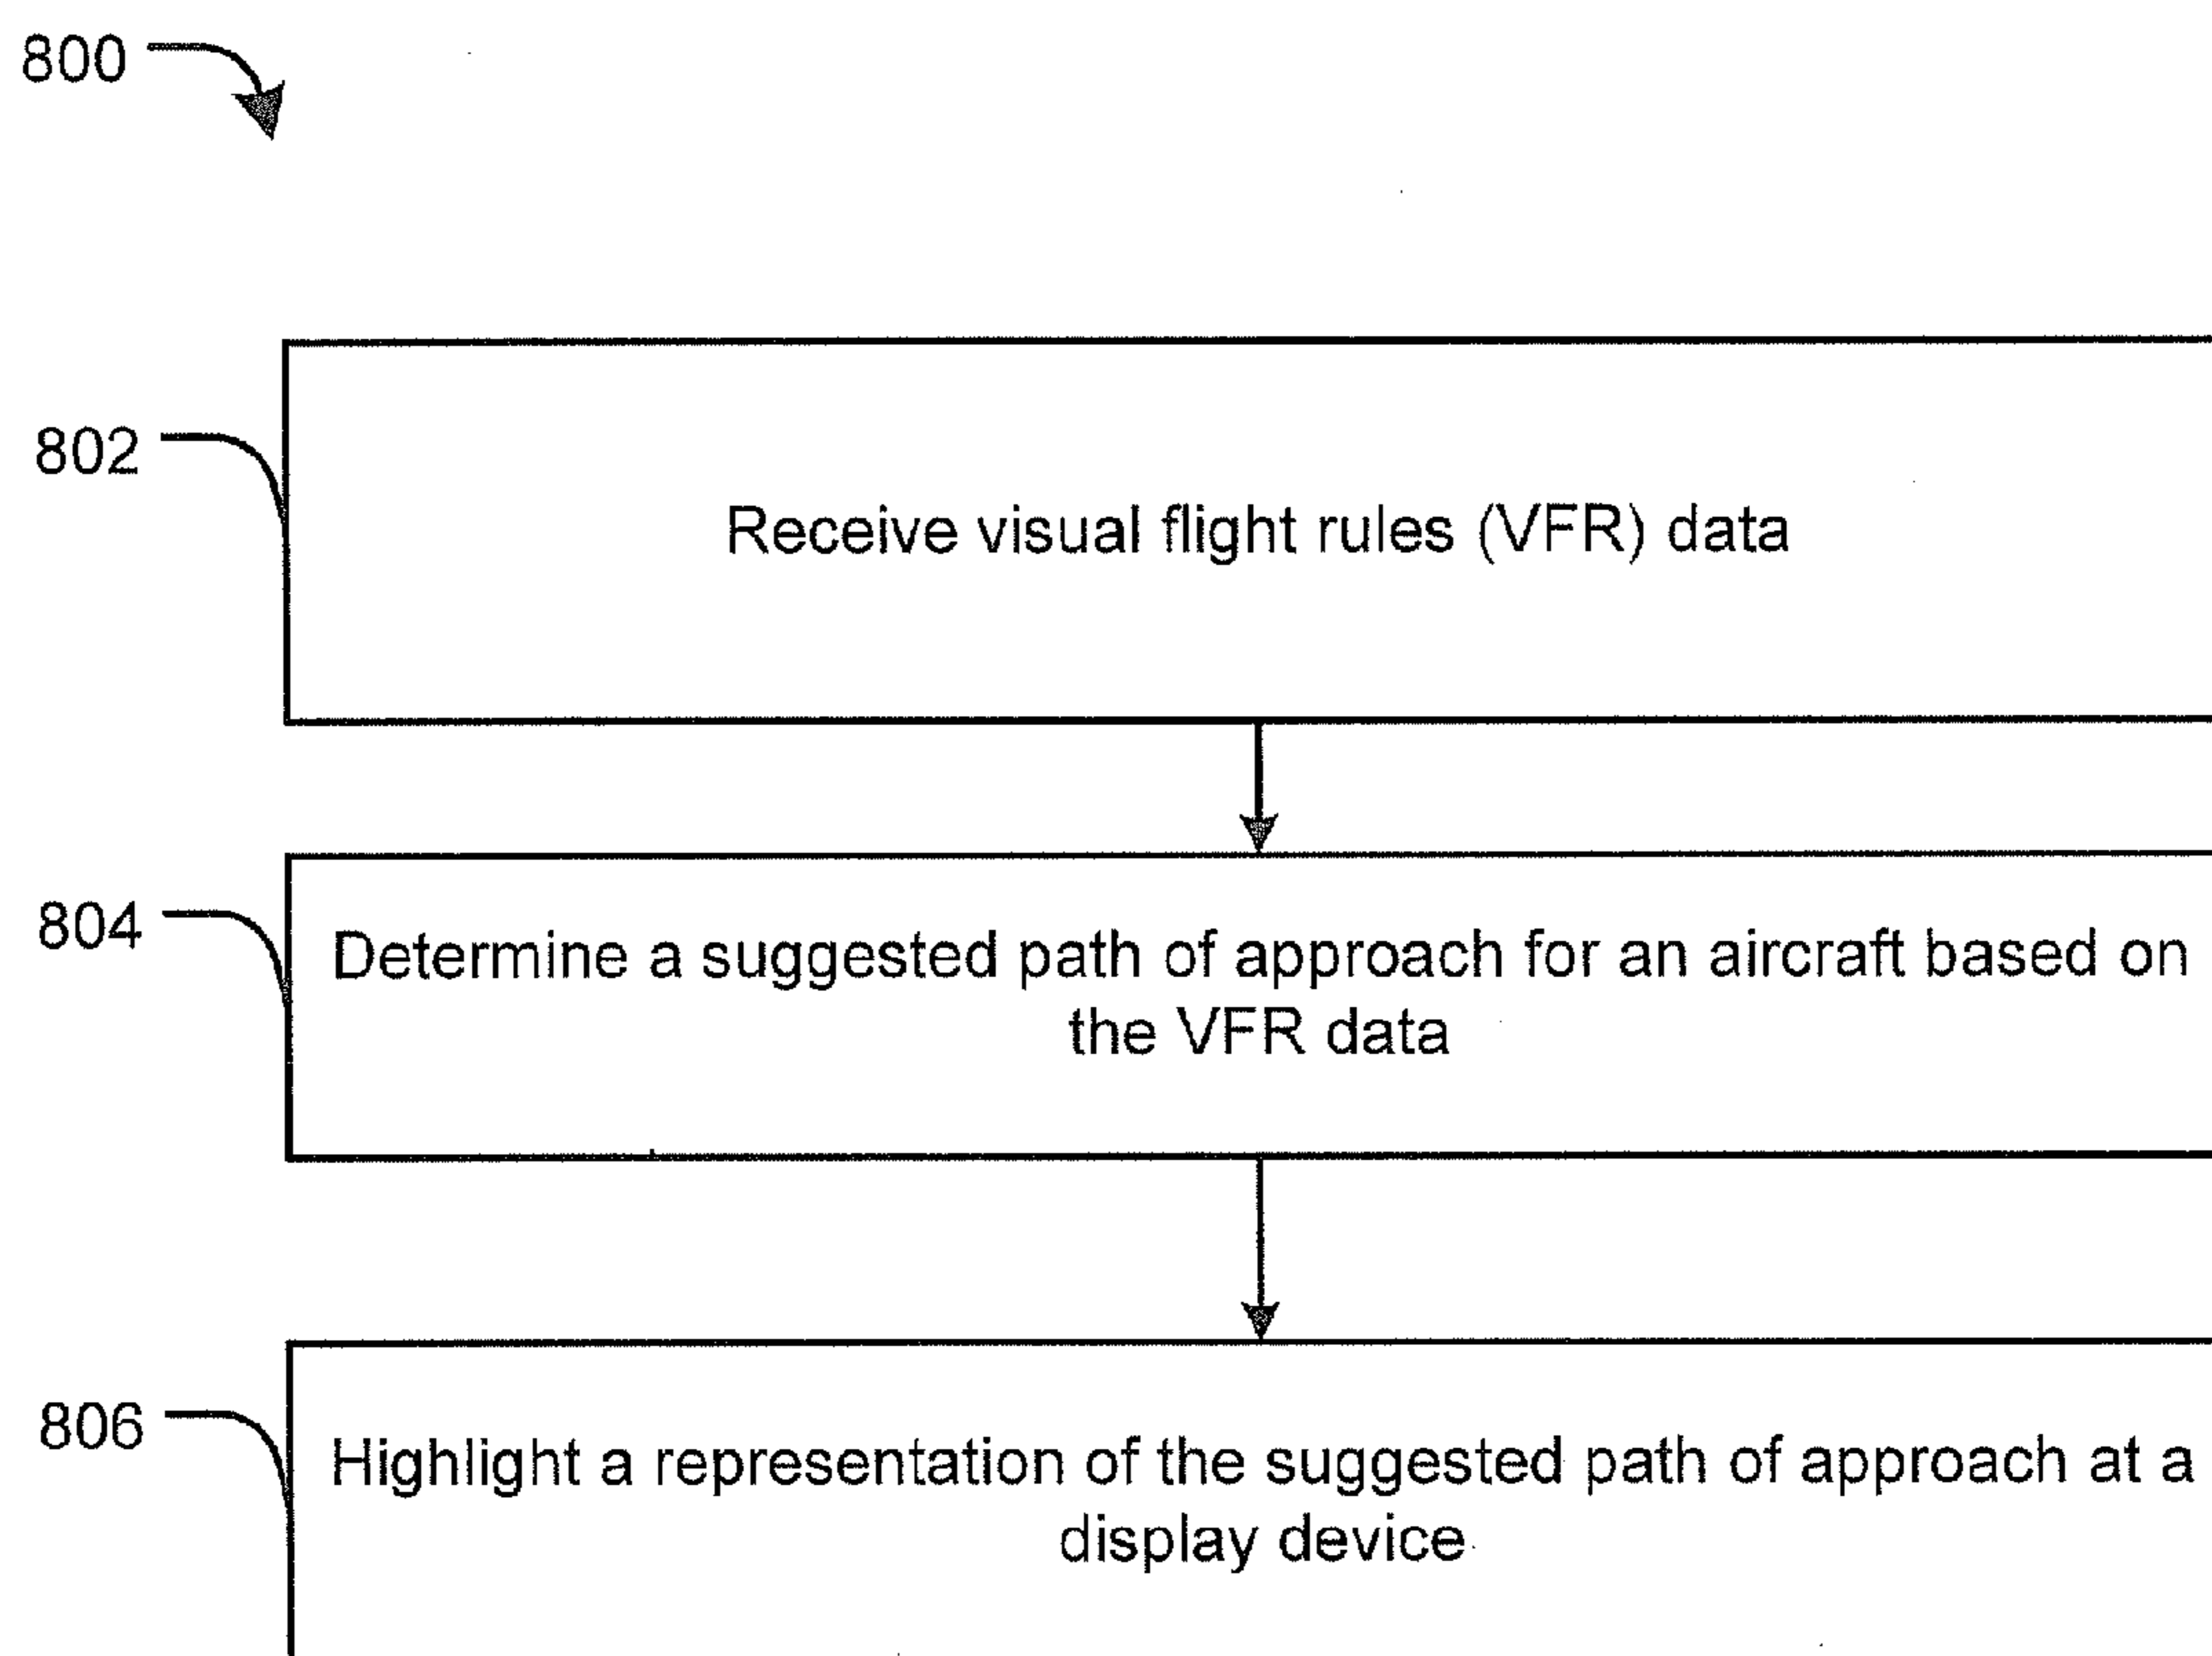 800
802
Receive visual flight rules (VFR) data
804
Determine a suggested path of approach for an aircraft based on
the VFR data
806
Highlight a representation of the suggested path of approach at a
display device